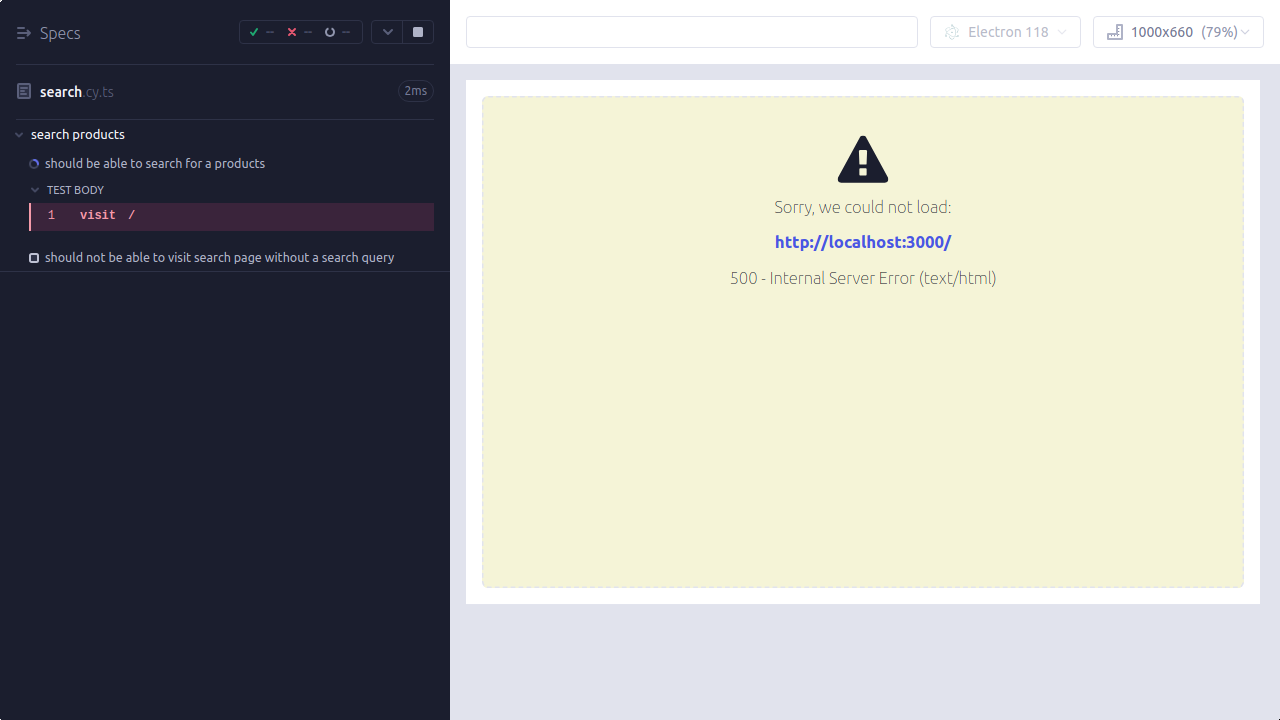 Specs
--
--
--
search.cy.ts
2ms
search products
should be able to search for a products
TEST BODY
1 visit /
should not be able to visit search page without a search query
Electron 118
1000x660 (79%)
Sorry, we could not load:
http://localhost:3000/
500 - Internal Server Error (text/html)